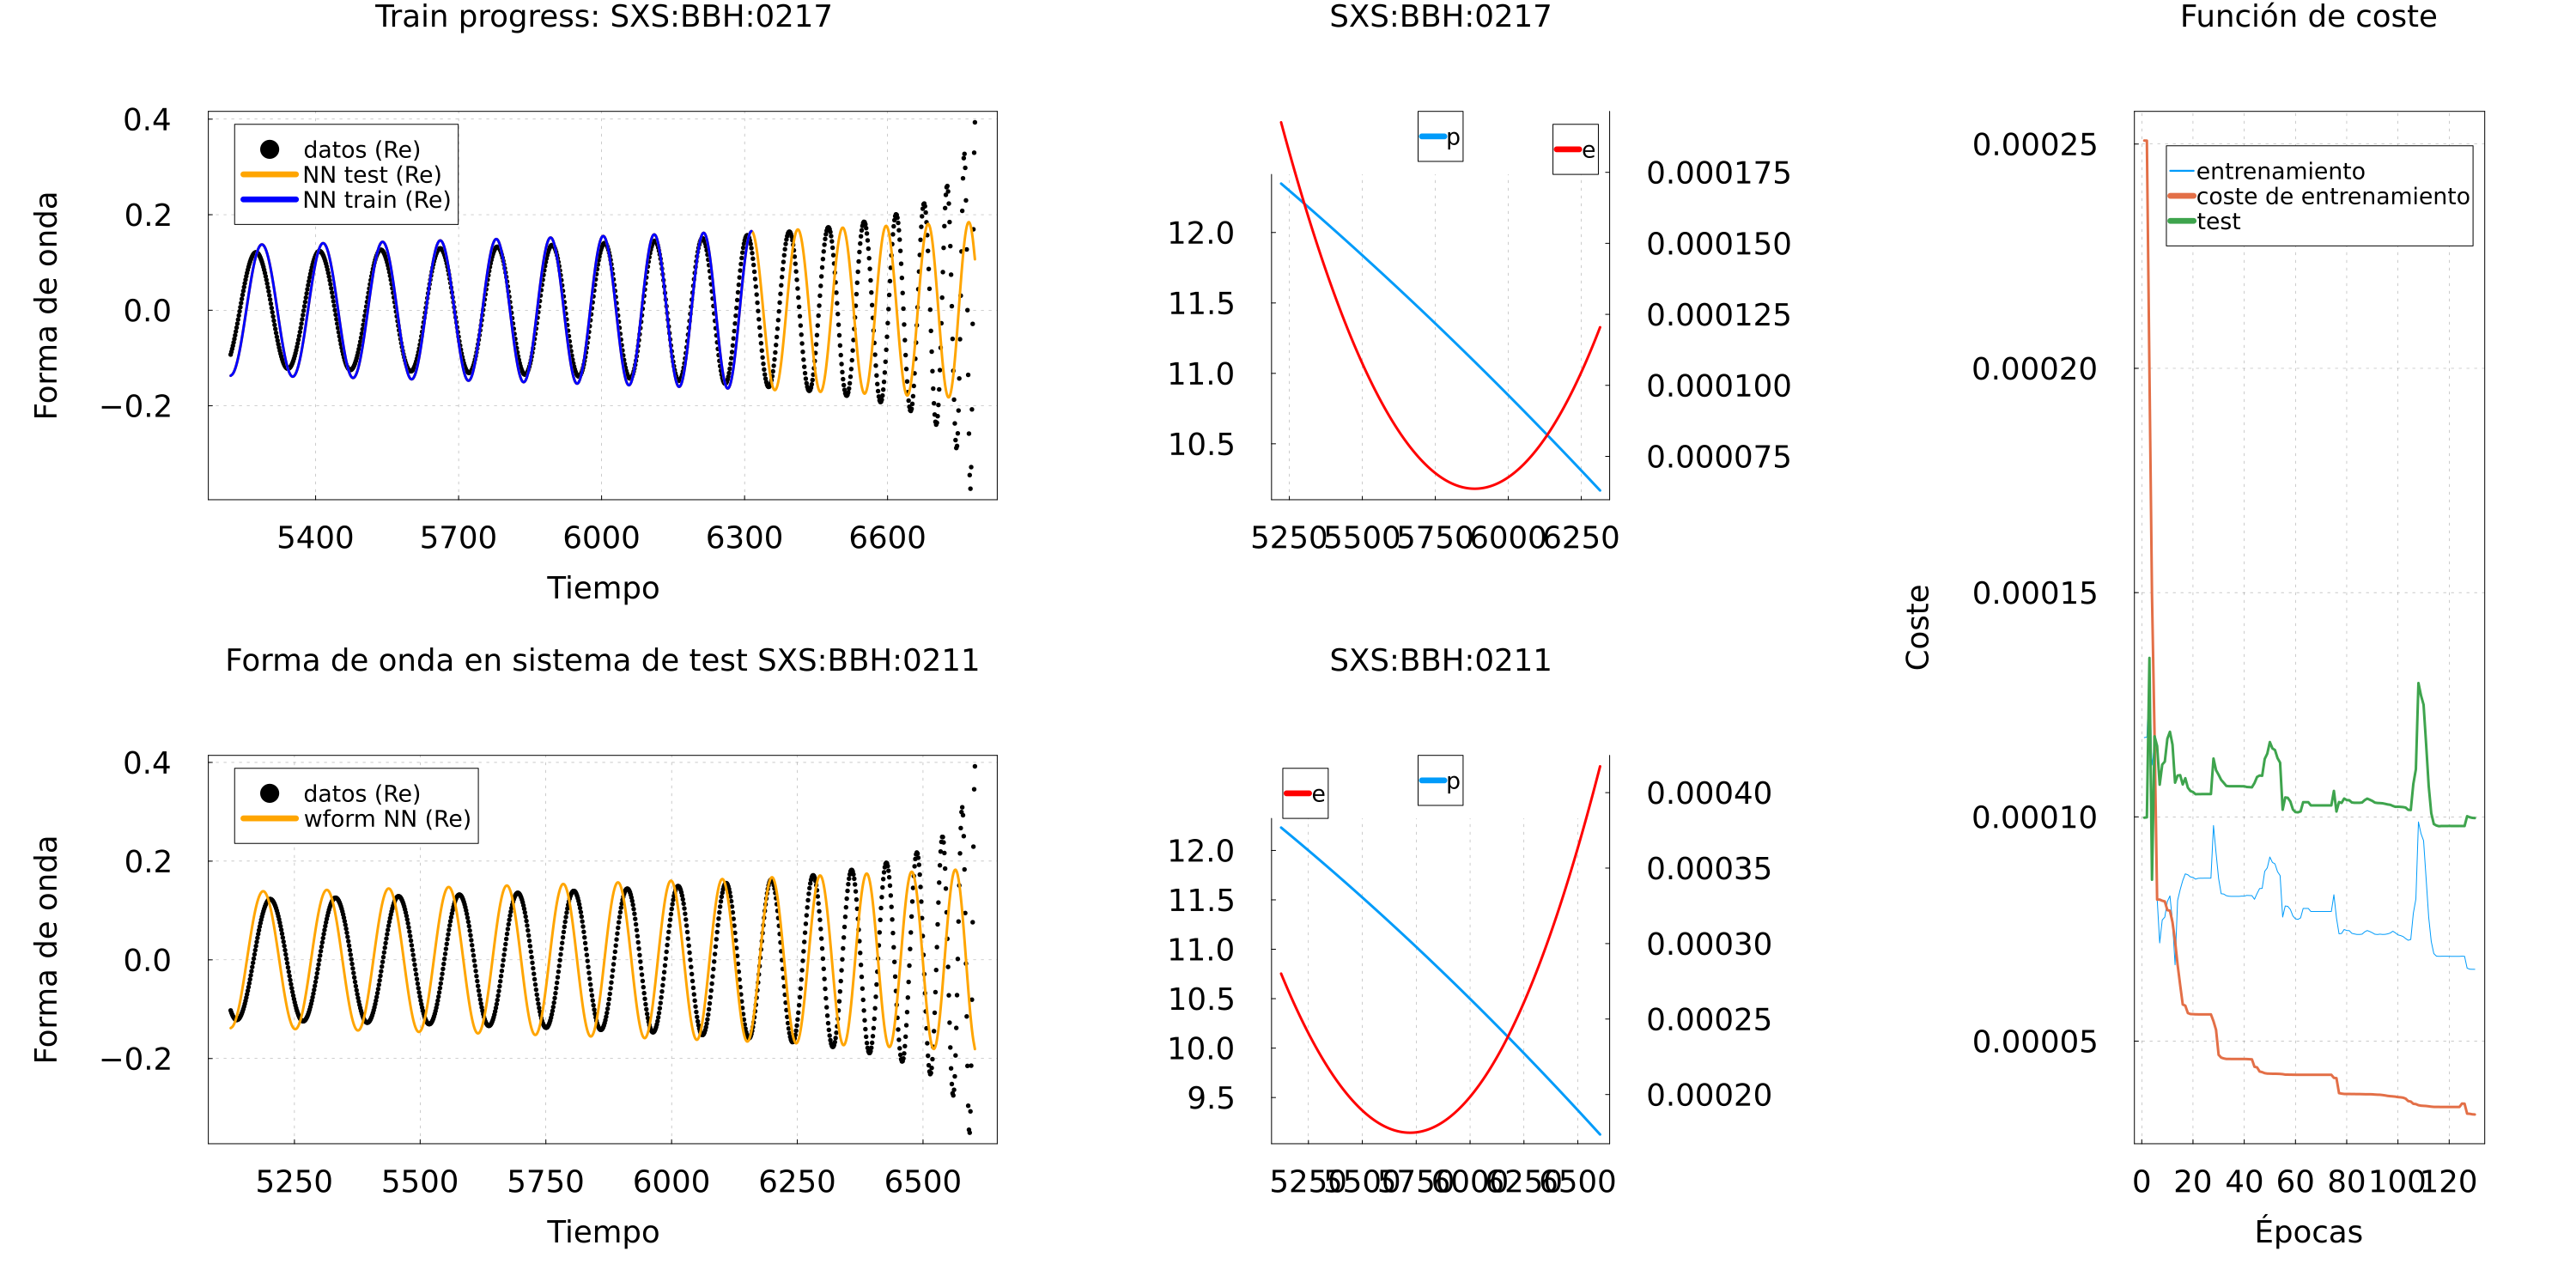 Train progress: SXS:BBH:0217
Forma de onda
0.4
0.2
0.0
−0.2
datos (Re)
NN test (Re)
NN train (Re)
5400 5700 6000 6300 6600
Tiempo
SXS:BBH:0217
p
e
12.0
11.5
11.0
10.5
0.000175
0.000150
0.000125
0.000100
0.000075
5250 5500 5750 6000 6250
Forma de onda en sistema de test SXS:BBH:0211
Forma de onda
0.4
0.2
0.0
−0.2
datos (Re)
wform NN (Re)
5250 5500 5750 6000 6250 6500
Tiempo
SXS:BBH:0211
e
p
12.0
11.5
11.0
10.5
10.0
9.5
0.00040
0.00035
0.00030
0.00025
0.00020
5250 5500 5750 6000 6250 6500
Función de coste
Coste
0.00025
0.00020
0.00015
0.00010
0.00005
entrenamiento
coste de entrenamiento
test
0 20 40 60 80 100 120
Épocas